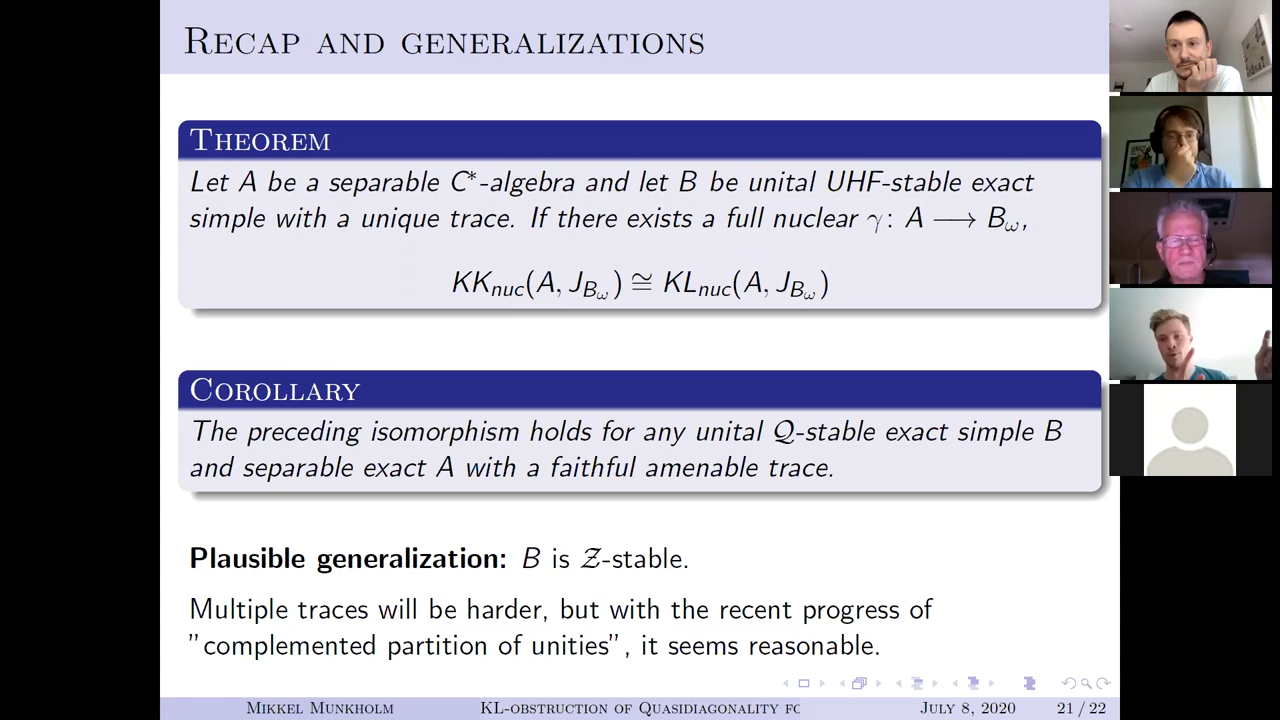 RECAP AND GENERALIZATIONS
THEOREM
Let A be a separable C*-algebra and let B be unital UHF-stable exact
simple with a unique trace. If there exists a full nuclear γ: A ⟶ B_ω,
KK_nuc(A, J_{B_ω}) ≅ KL_nuc(A, J_{B_ω})
COROLLARY
The preceding isomorphism holds for any unital 𝒬-stable exact simple B
and separable exact A with a faithful amenable trace.
Plausible generalization: B is 𝒵-stable.
Multiple traces will be harder, but with the recent progress of
"complemented partition of unities", it seems reasonable.
MIKKEL MUNKHOLM KL-OBSTRUCTION OF QUASIDIAGONALITY FO JULY 8, 2020 21 / 22